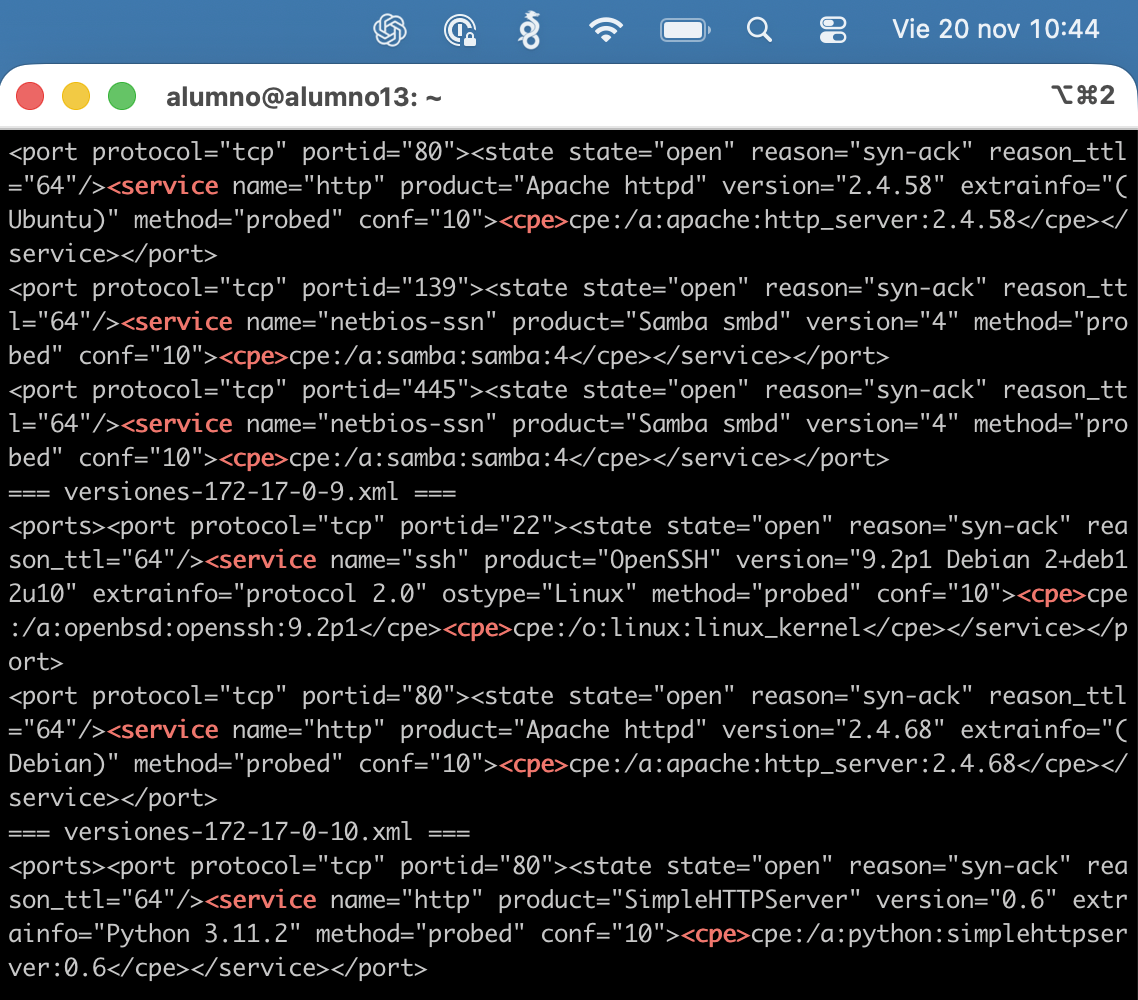 Vie 20 nov 10:44
alumno@alumno13: ~ ⌥⌘2
<port protocol="tcp" portid="80"><state state="open" reason="syn-ack" reason_ttl
="64"/><service name="http" product="Apache httpd" version="2.4.58" extrainfo="(
Ubuntu)" method="probed" conf="10"><cpe>cpe:/a:apache:http_server:2.4.58</cpe></
service></port>
<port protocol="tcp" portid="139"><state state="open" reason="syn-ack" reason_tt
l="64"/><service name="netbios-ssn" product="Samba smbd" version="4" method="pro
bed" conf="10"><cpe>cpe:/a:samba:samba:4</cpe></service></port>
<port protocol="tcp" portid="445"><state state="open" reason="syn-ack" reason_tt
l="64"/><service name="netbios-ssn" product="Samba smbd" version="4" method="pro
bed" conf="10"><cpe>cpe:/a:samba:samba:4</cpe></service></port>
=== versiones-172-17-0-9.xml ===
<ports><port protocol="tcp" portid="22"><state state="open" reason="syn-ack" rea
son_ttl="64"/><service name="ssh" product="OpenSSH" version="9.2p1 Debian 2+deb1
2u10" extrainfo="protocol 2.0" ostype="Linux" method="probed" conf="10"><cpe>cpe
:/a:openbsd:openssh:9.2p1</cpe><cpe>cpe:/o:linux:linux_kernel</cpe></service></p
ort>
<port protocol="tcp" portid="80"><state state="open" reason="syn-ack" reason_ttl
="64"/><service name="http" product="Apache httpd" version="2.4.68" extrainfo="(
Debian)" method="probed" conf="10"><cpe>cpe:/a:apache:http_server:2.4.68</cpe></
service></port>
=== versiones-172-17-0-10.xml ===
<ports><port protocol="tcp" portid="80"><state state="open" reason="syn-ack" rea
son_ttl="64"/><service name="http" product="SimpleHTTPServer" version="0.6" extr
ainfo="Python 3.11.2" method="probed" conf="10"><cpe>cpe:/a:python:simplehttpser
ver:0.6</cpe></service></port>